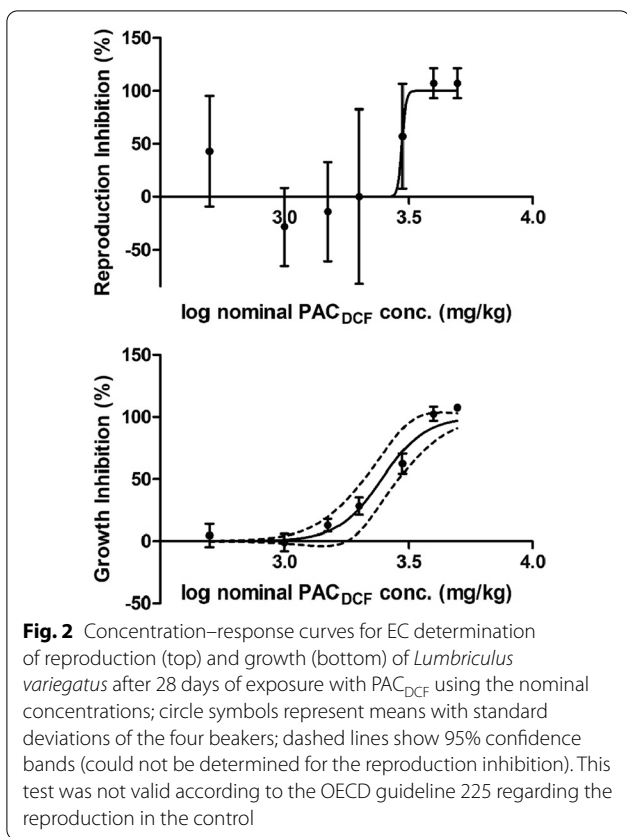 Reproduction Inhibition (%)
150
100
50
0
-50
3.0
3.5
4.0
log nominal PAC_DCF conc. (mg/kg)
Growth Inhibition (%)
150
100
50
0
-50
3.0
3.5
4.0
log nominal PAC_DCF conc. (mg/kg)
Fig. 2 Concentration–response curves for EC determination
of reproduction (top) and growth (bottom) of Lumbriculus
variegatus after 28 days of exposure with PAC_DCF using the nominal
concentrations; circle symbols represent means with standard
deviations of the four beakers; dashed lines show 95% confidence
bands (could not be determined for the reproduction inhibition). This
test was not valid according to the OECD guideline 225 regarding the
reproduction in the control